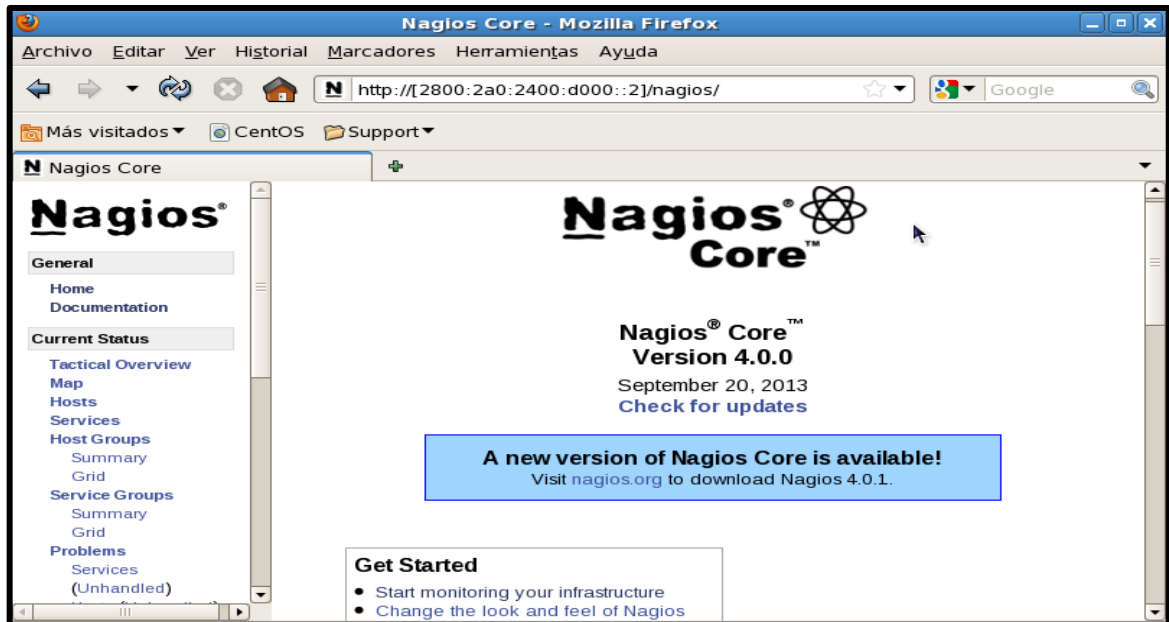 Nagios Core - Mozilla Firefox
Archivo Editar Ver Historial Marcadores Herramientas Ayuda
N http://[2800:2a0:2400:d000::2]/nagios/
Google
Más visitados CentOS Support
N Nagios Core
Nagios®
General
Home
Documentation
Current Status
Tactical Overview
Map
Hosts
Services
Host Groups
Summary
Grid
Service Groups
Summary
Grid
Problems
Services
(Unhandled)
Nagios®
Core™
Nagios® Core™
Version 4.0.0
September 20, 2013
Check for updates
A new version of Nagios Core is available!
Visit nagios.org to download Nagios 4.0.1.
Get Started
• Start monitoring your infrastructure
• Change the look and feel of Nagios